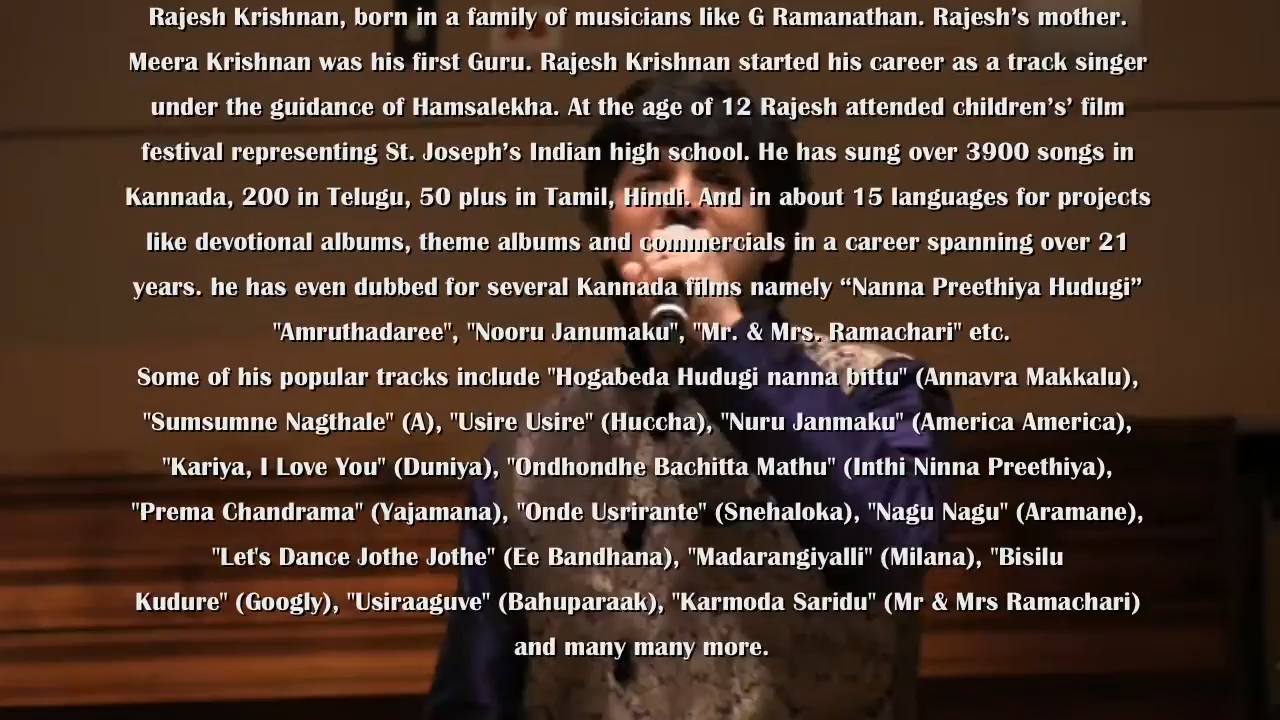 Rajesh Krishnan, born in a family of musicians like G Ramanathan. Rajesh’s mother.
Meera Krishnan was his first Guru. Rajesh Krishnan started his career as a track singer
under the guidance of Hamsalekha. At the age of 12 Rajesh attended children’s’ film
festival representing St. Joseph’s Indian high school. He has sung over 3900 songs in
Kannada, 200 in Telugu, 50 plus in Tamil, Hindi. And in about 15 languages for projects
like devotional albums, theme albums and commercials in a career spanning over 21
years. he has even dubbed for several Kannada films namely “Nanna Preethiya Hudugi”
"Amruthadaree", "Nooru Janumaku", "Mr. & Mrs. Ramachari" etc.
Some of his popular tracks include "Hogabeda Hudugi nanna bittu" (Annavra Makkalu),
"Sumsumne Nagthale" (A), "Usire Usire" (Huccha), "Nuru Janmaku" (America America),
"Kariya, I Love You" (Duniya), "Ondhondhe Bachitta Mathu" (Inthi Ninna Preethiya),
"Prema Chandrama" (Yajamana), "Onde Usrirante" (Snehaloka), "Nagu Nagu" (Aramane),
"Let's Dance Jothe Jothe" (Ee Bandhana), "Madarangiyalli" (Milana), "Bisilu
Kudure" (Googly), "Usiraaguve" (Bahuparaak), "Karmoda Saridu" (Mr & Mrs Ramachari)
and many many more.